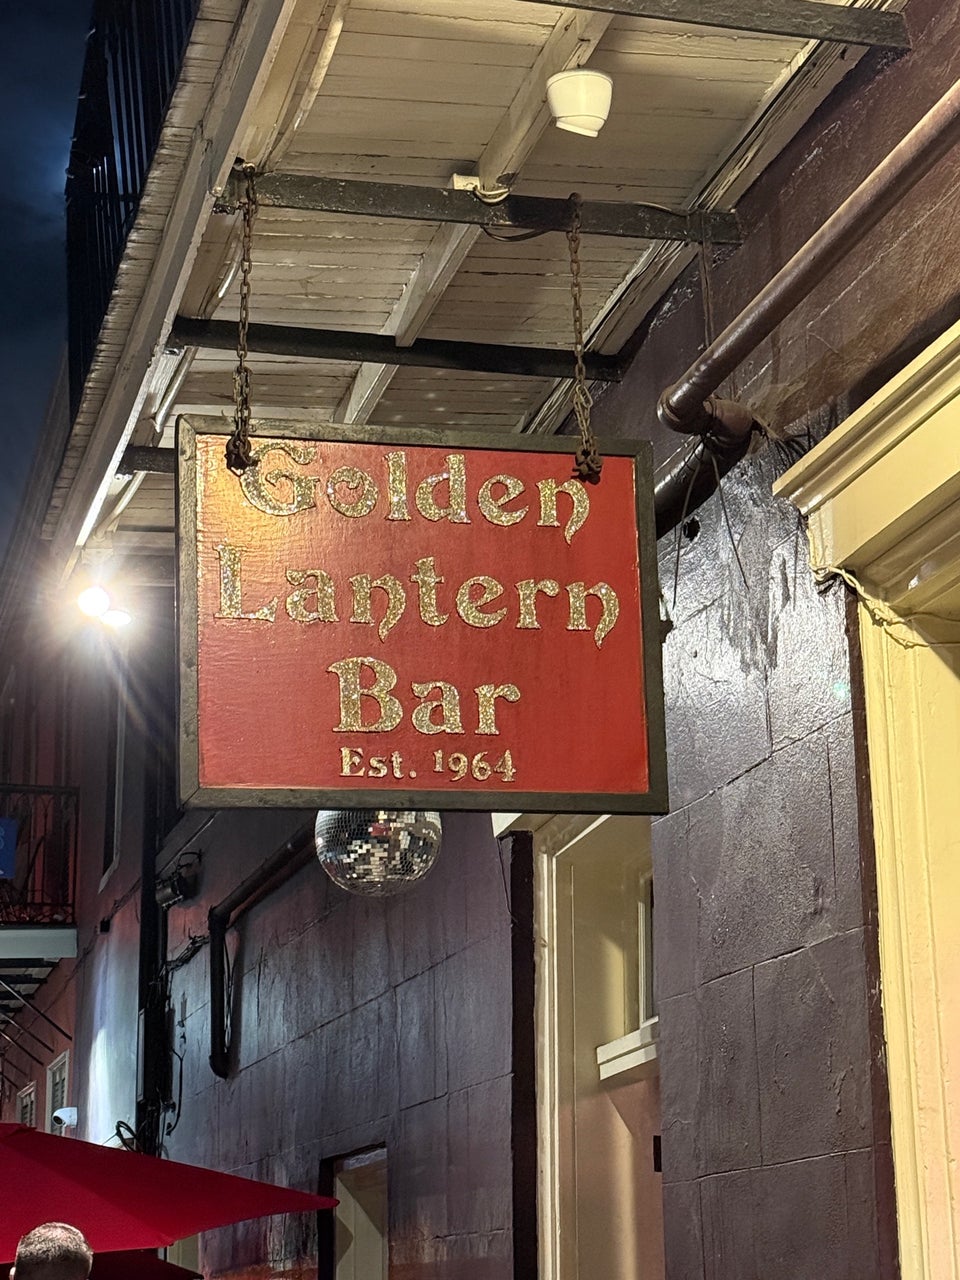 Golden
Lantern
Bar
Est. 1964